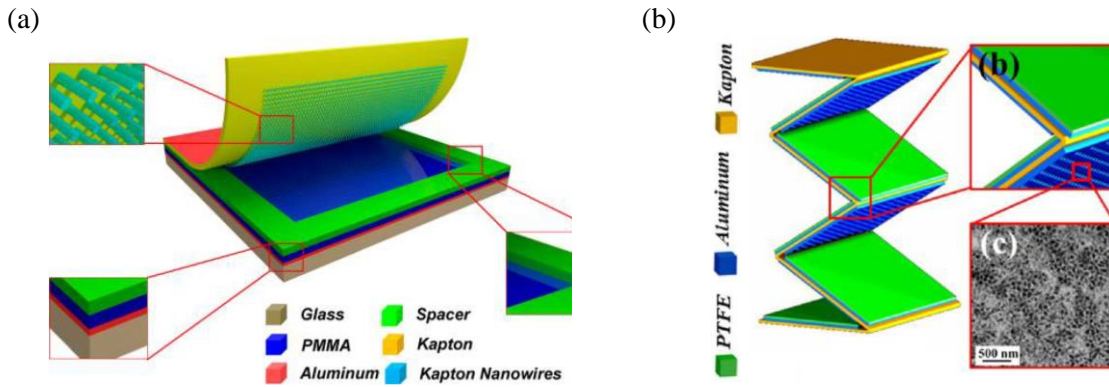 (a)
Glass
Spacer
PMMA
Kapton
Aluminum
Kapton Nanowires
(b)
Kapton
Aluminum
PTFE
(b)
(c)
500 nm